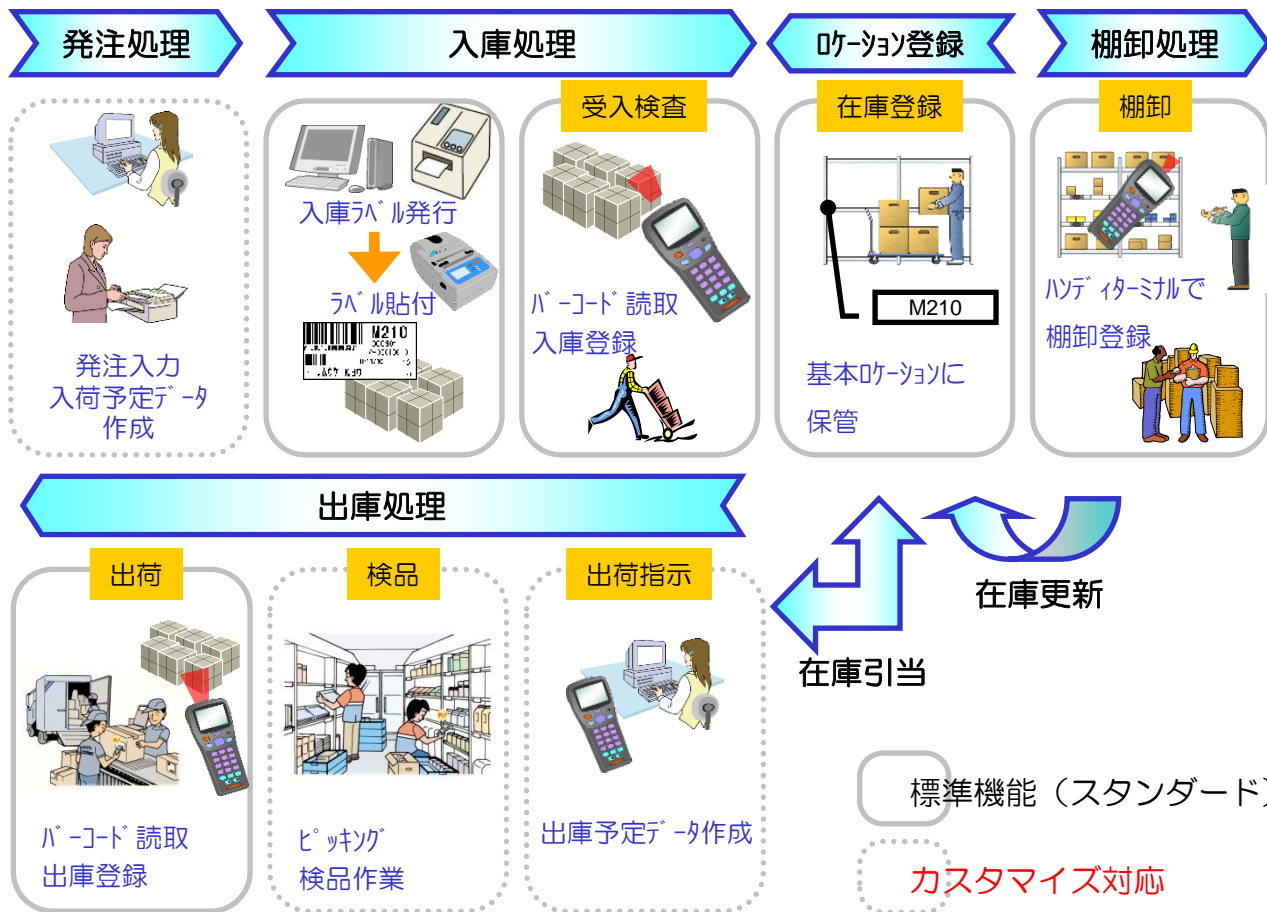 発注処理
入庫処理
ﾛｹｰｼｮﾝ登録
棚卸処理
発注入力
入荷予定ﾃﾞｰﾀ
作成
入庫ﾗﾍﾞﾙ発行
ﾗﾍﾞﾙ貼付
M210
受入検査
ﾊﾞｰｺｰﾄﾞ読取
入庫登録
在庫登録
M210
基本ﾛｹｰｼｮﾝに
保管
棚卸
ﾊﾝﾃﾞｨﾀｰﾐﾅﾙで
棚卸登録
出庫処理
出荷
ﾊﾞｰｺｰﾄﾞ読取
出庫登録
検品
ﾋﾟｯｷﾝｸﾞ
検品作業
出荷指示
出庫予定ﾃﾞｰﾀ作成
在庫引当
在庫更新
標準機能（スタンダード）
カスタマイズ対応